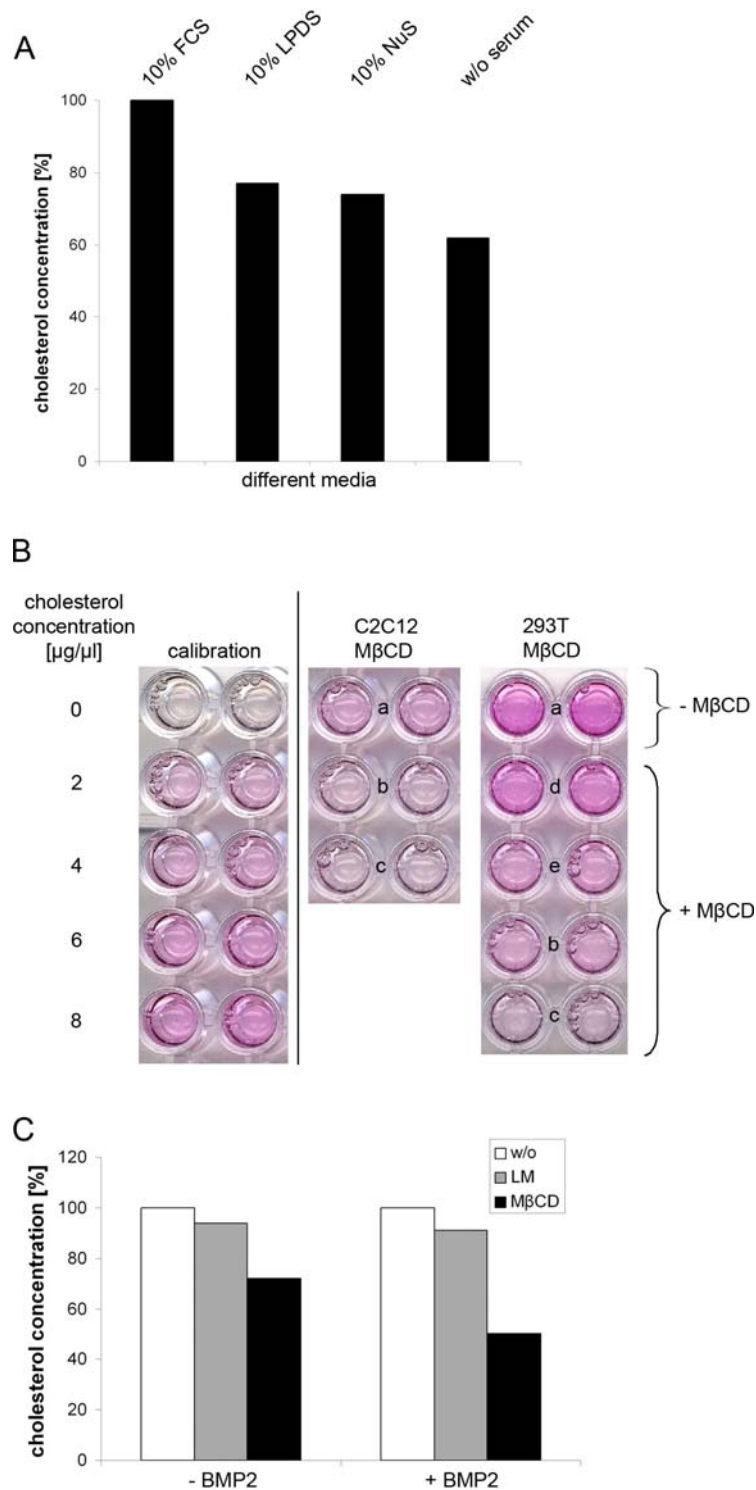 A
10% FCS
10% LPDS
10% NuS
w/o serum
cholesterol concentration [%]
100
80
60
40
20
0
different media
B
cholesterol
concentration
[µg/µl]
calibration
C2C12
MβCD
293T
MβCD
0
a
a
- MβCD
2
b
d
4
c
e
+ MβCD
6
b
8
c
C
cholesterol concentration [%]
120
100
80
60
40
20
0
w/o
LM
MβCD
- BMP2
+ BMP2